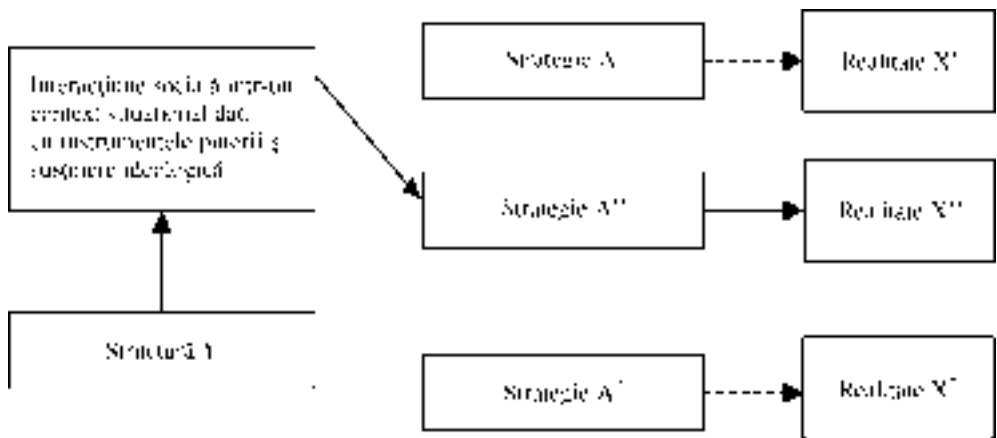 Interacțiune socială într-un
context situațional dat,
cu instrumentele puterii și
susținere ideologică
Structură
Strategie A
Realitate X'
Strategie A''
Realitate X''
Strategie A
Realitate X